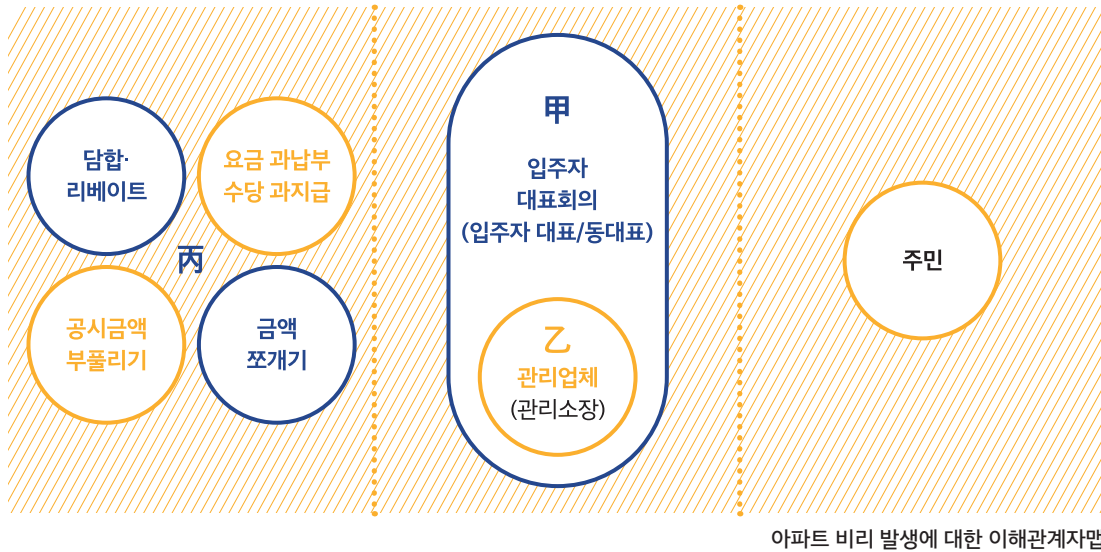 담합·
리베이트
요금 과납부
수당 과지급
丙
공시금액
부풀리기
금액
쪼개기
甲
입주자
대표회의
(입주자 대표/동대표)
乙
관리업체
(관리소장)
주민
아파트 비리 발생에 대한 이해관계자맵